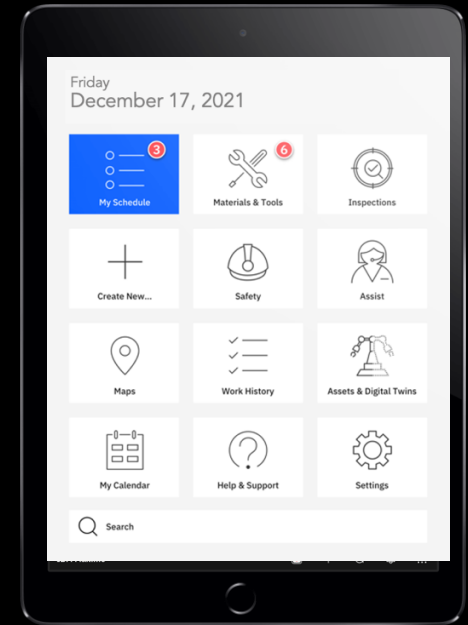 Friday
December 17, 2021
3
6
My Schedule
Materials & Tools
Inspections
Create New...
Safety
Assist
Maps
Work History
Assets & Digital Twins
My Calendar
Help & Support
Settings
Search